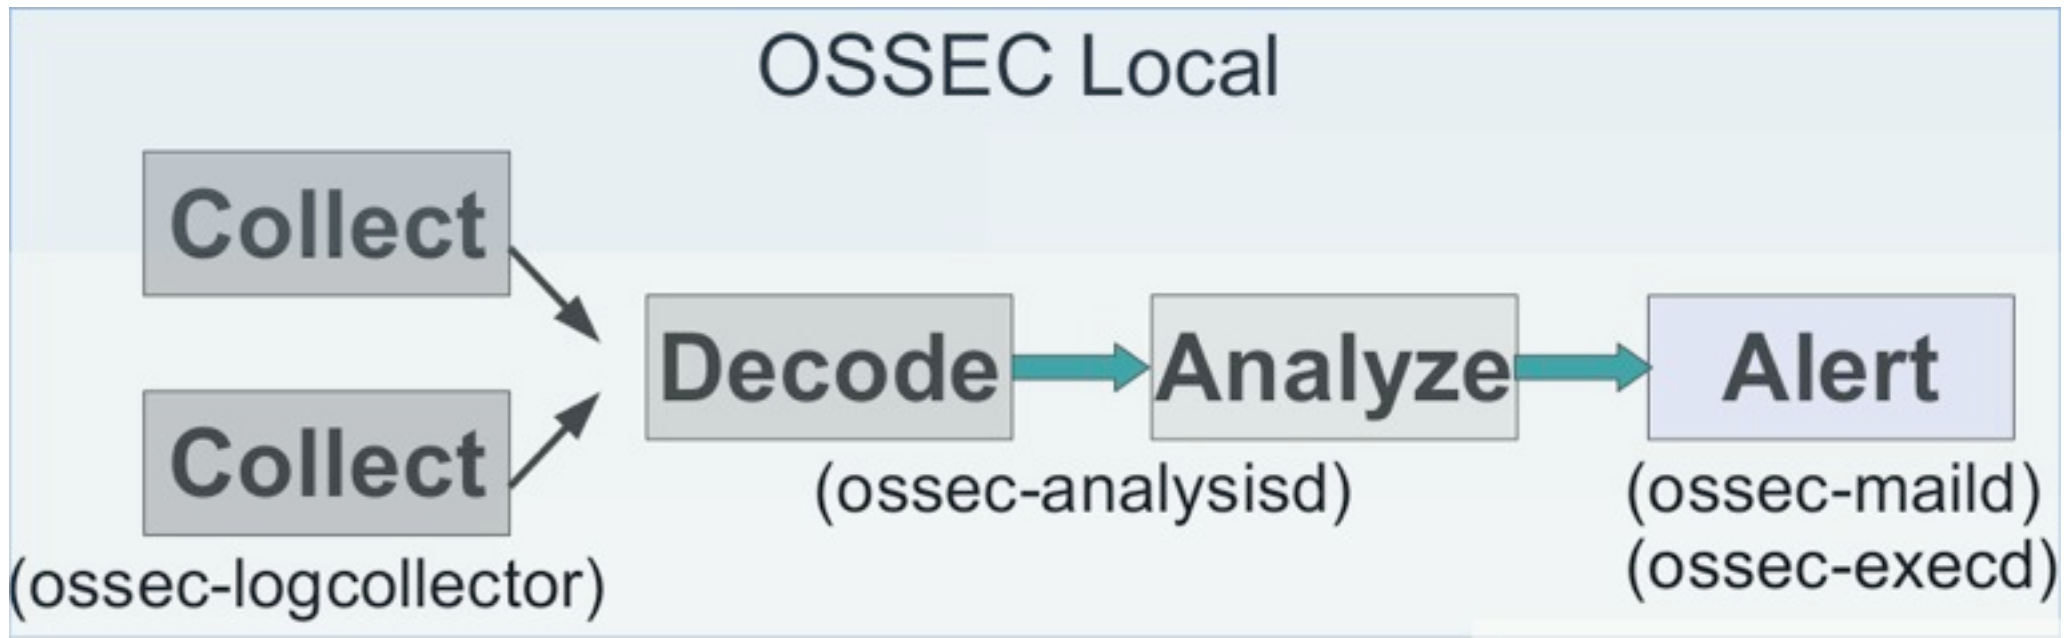 OSSEC Local
Collect
Collect
(ossec-logcollector)
Decode
Analyze
(ossec-analysisd)
Alert
(ossec-maild)
(ossec-execd)